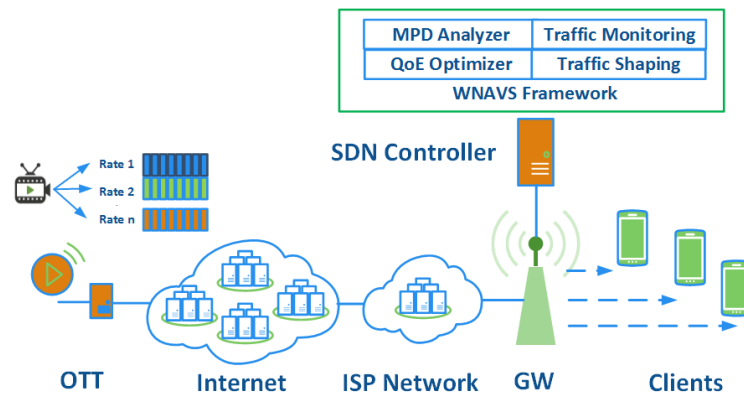 MPD Analyzer Traffic Monitoring
QoE Optimizer Traffic Shaping
WNAVS Framework
SDN Controller
Rate 1
Rate 2
Rate n
OTT Internet ISP Network GW Clients